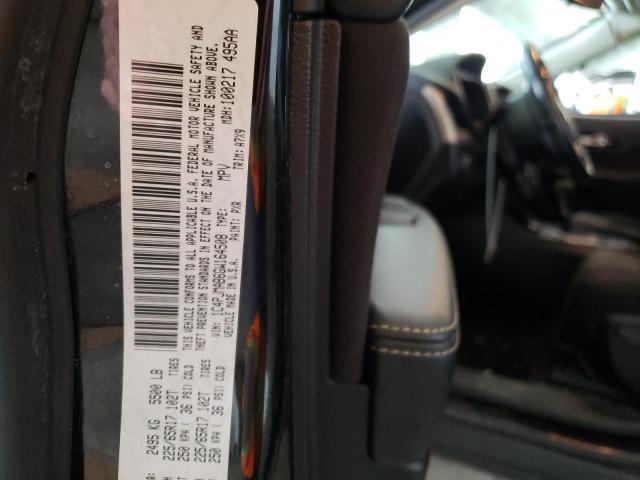 2495 KG 5500 LB
225/65R17 102T TIRES
250 KPA ( 36 PSI) COLD
225/65R17 102T TIRES
250 KPA ( 36 PSI) COLD
THIS VEHICLE CONFORMS TO ALL APPLICABLE U.S.A. FEDERAL MOTOR VEHICLE SAFETY AND
THEFT PREVENTION STANDARDS IN EFFECT ON THE DATE OF MANUFACTURE SHOWN ABOVE.
MDH:100217 495AA
VIN: 1C4PJMAB6GW164508 TYPE: MPV
VEHICLE MADE IN U.S.A. PAINT: PXR TRIM: A7X9